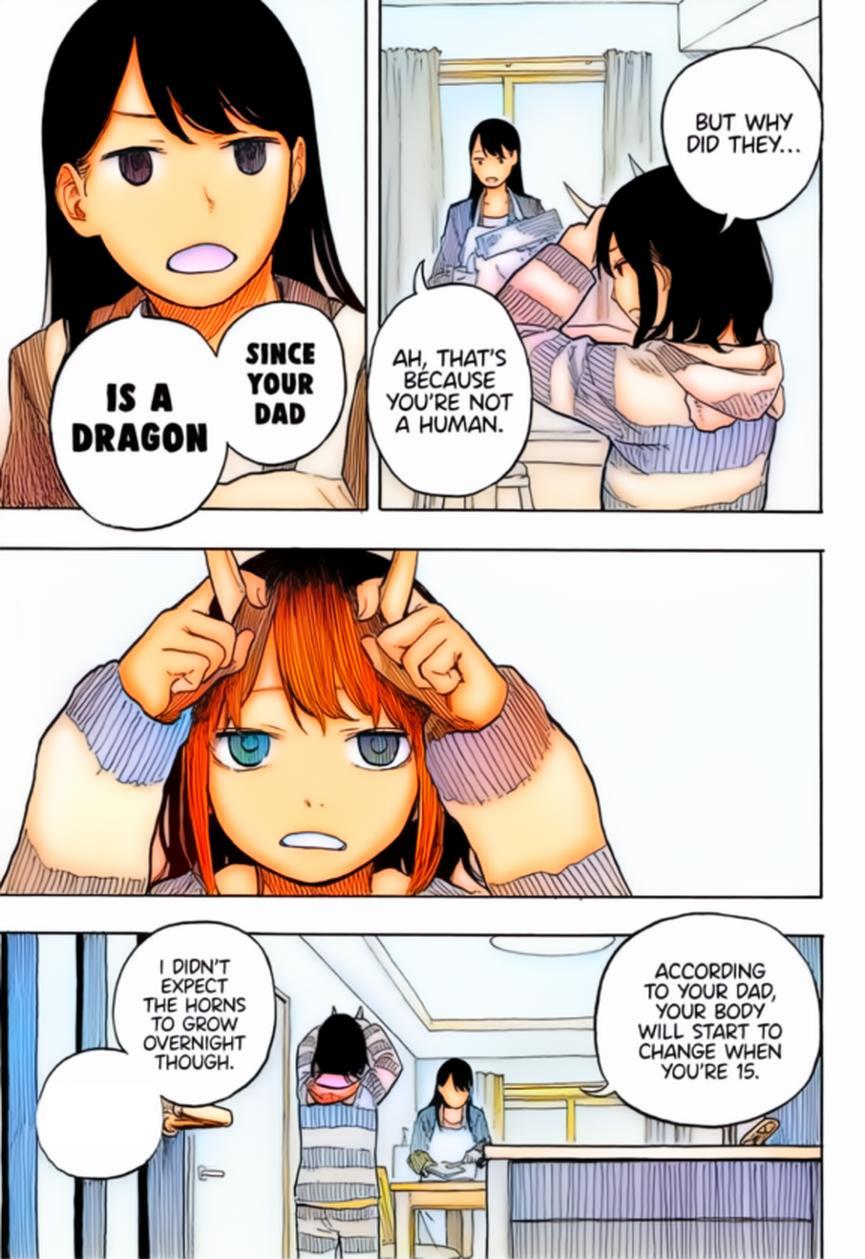 BUT WHY
DID THEY...
AH, THAT'S
BECAUSE
YOU'RE NOT
A HUMAN.
SINCE
YOUR
DAD
IS A
DRAGON
ACCORDING
TO YOUR DAD,
YOUR BODY
WILL START TO
CHANGE WHEN
YOU'RE 15.
I DIDN'T
EXPECT
THE HORNS
TO GROW
OVERNIGHT
THOUGH.